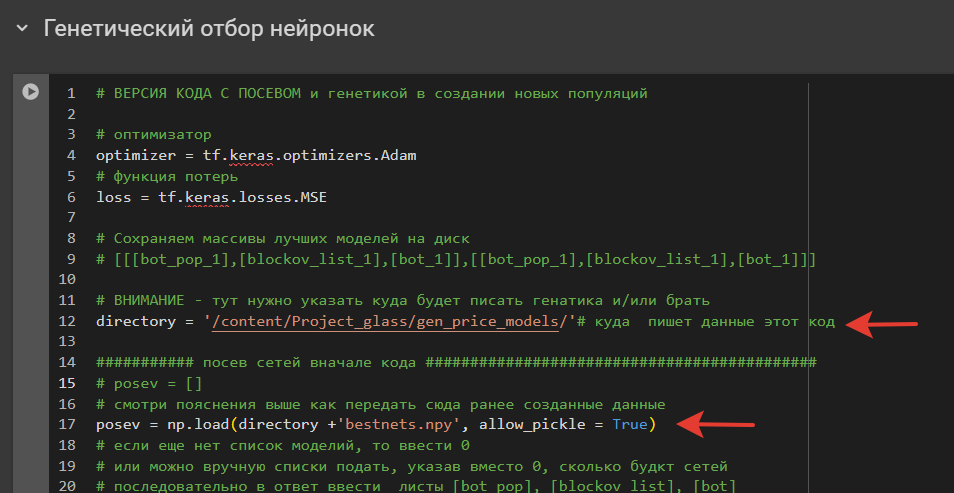 Генетический отбор нейронок
1 # ВЕРСИЯ КОДА С ПОСЕВОМ и генетикой в создании новых популяций
2
3 # оптимизатор
4 optimizer = tf.keras.optimizers.Adam
5 # функция потерь
6 loss = tf.keras.losses.MSE
7
8 # Сохраняем массивы лучших моделей на диск
9 # [[[bot_pop_1],[blockov_list_1],[bot_1]],[[bot_pop_1],[blockov_list_1],[bot_1]]]
10
11 # ВНИМАНИЕ - тут нужно указать куда будет писать генатика и/или брать
12 directory = '/content/Project_glass/gen_price_models/'# куда  пишет данные этот код
13
14 ########### посев сетей вначале кода ##############################################
15 # posev = []
16 # смотри пояснения выше как передать сюда ранее созданные данные
17 posev = np.load(directory +'bestnets.npy', allow_pickle = True)
18 # если еще нет список моделей, то ввести 0
19 # или можно вручную списки подать, указав вместо 0, сколько будкт сетей
20 # последовательно в ответ ввести  листы [bot_pop], [blockov_list], [bot]